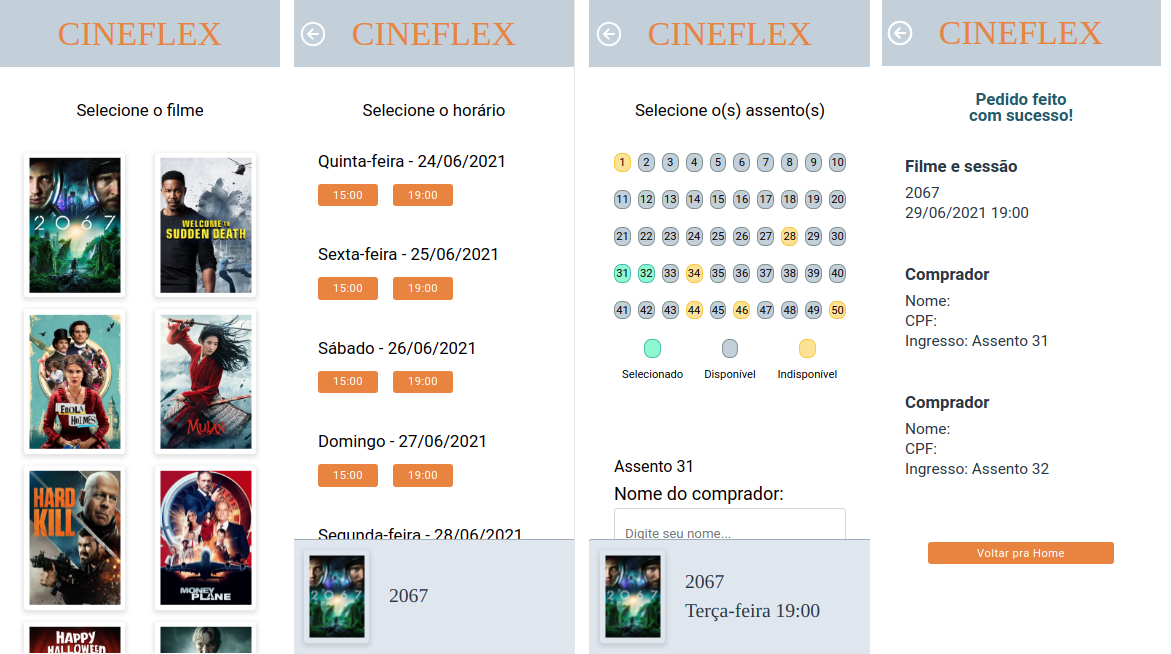 CINEFLEX
Selecione o filme
2067
WELCOME TO
SUDDEN DEATH
ENOLA
HOLMES
MULAN
HARD
KILL
MONEY
PLANE
HAPPY
HALLOWEEN
CINEFLEX
Selecione o horário
Quinta-feira - 24/06/2021
15:00 19:00
Sexta-feira - 25/06/2021
15:00 19:00
Sábado - 26/06/2021
15:00 19:00
Domingo - 27/06/2021
15:00 19:00
Segunda-feira - 28/06/2021
2067
2067
CINEFLEX
Selecione o(s) assento(s)
1 2 3 4 5 6 7 8 9 10
11 12 13 14 15 16 17 18 19 20
21 22 23 24 25 26 27 28 29 30
31 32 33 34 35 36 37 38 39 40
41 42 43 44 45 46 47 48 49 50
Selecionado Disponível Indisponível
Assento 31
Nome do comprador:
Digite seu nome...
2067
2067
Terça-feira 19:00
CINEFLEX
Pedido feito
com sucesso!
Filme e sessão
2067
29/06/2021 19:00
Comprador
Nome:
CPF:
Ingresso: Assento 31
Comprador
Nome:
CPF:
Ingresso: Assento 32
Voltar pra Home